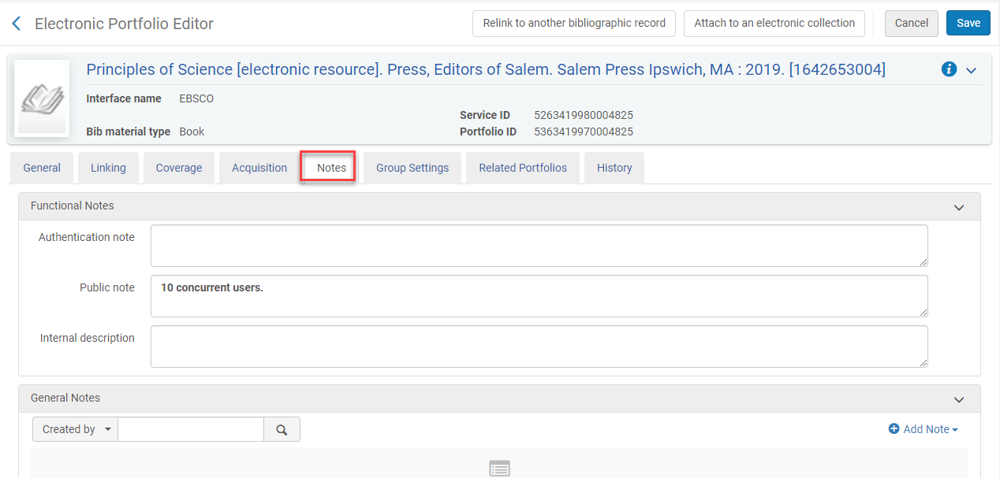 Electronic Portfolio Editor
Relink to another bibliographic record
Attach to an electronic collection
Cancel
Save
Principles of Science [electronic resource]. Press, Editors of Salem. Salem Press Ipswich, MA : 2019. [1642653004]
Interface name EBSCO
Service ID 5263419980004825
Bib material type Book
Portfolio ID 5363419970004825
General Linking Coverage Acquisition Notes Group Settings Related Portfolios History
Functional Notes
Authentication note
Public note 10 concurrent users.
Internal description
General Notes
Created by
Add Note